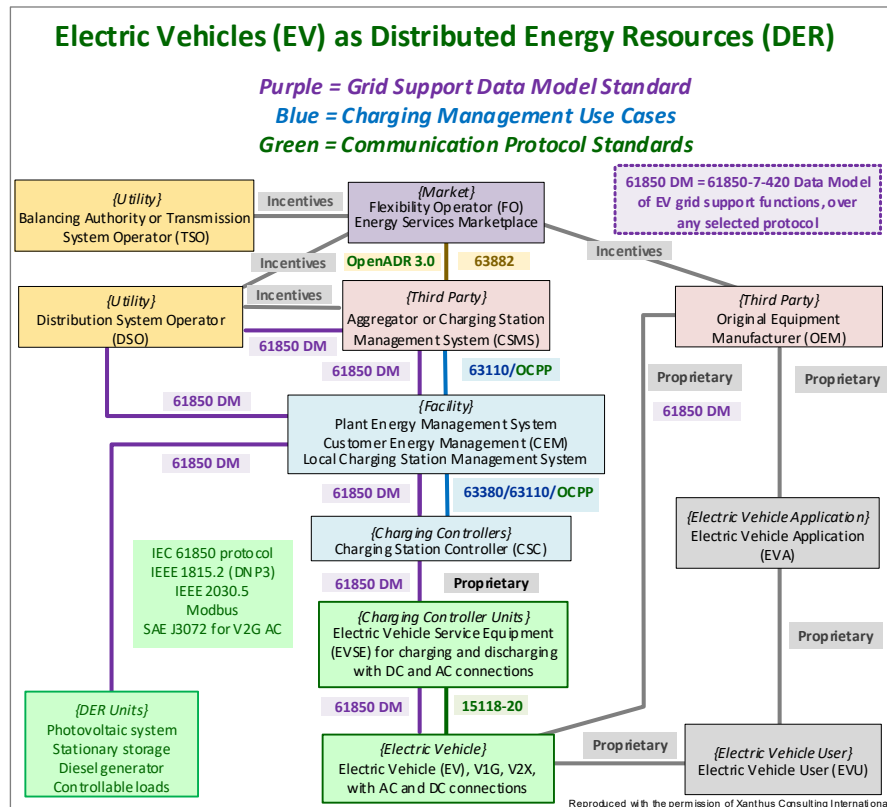 Electric Vehicles (EV) as Distributed Energy Resources (DER)
Purple = Grid Support Data Model Standard
Blue = Charging Management Use Cases
Green = Communication Protocol Standards
{Utility}
Balancing Authority or Transmission
System Operator (TSO)
Incentives
{Market}
Flexibility Operator (FO)
Energy Services Marketplace
61850 DM = 61850-7-420 Data Model
of EV grid support functions, over
any selected protocol
Incentives
Incentives
OpenADR 3.0
63882
Incentives
{Utility}
Distribution System Operator
(DSO)
{Third Party}
Aggregator or Charging Station
Management System (CSMS)
{Third Party}
Original Equipment
Manufacturer (OEM)
61850 DM
61850 DM
63110/OCPP
Proprietary
61850 DM
Proprietary
61850 DM
{Facility}
Plant Energy Management System
Customer Energy Management (CEM)
Local Charging Station Management System
61850 DM
61850 DM
63380/63110/OCPP
{Charging Controllers}
Charging Station Controller (CSC)
{Electric Vehicle Application}
Electric Vehicle Application
(EVA)
IEC 61850 protocol
IEEE 1815.2 (DNP3)
IEEE 2030.5
Modbus
SAE J3072 for V2G AC
61850 DM
Proprietary
{Charging Controller Units}
Electric Vehicle Service Equipment
(EVSE) for charging and discharging
with DC and AC connections
Proprietary
61850 DM
15118-20
{DER Units}
Photovoltaic system
Stationary storage
Diesel generator
Controllable loads
{Electric Vehicle}
Electric Vehicle (EV), V1G, V2X,
with AC and DC connections
Proprietary
{Electric Vehicle User}
Electric Vehicle User (EVU)
Reproduced with the permission of Xanthus Consulting Internationa